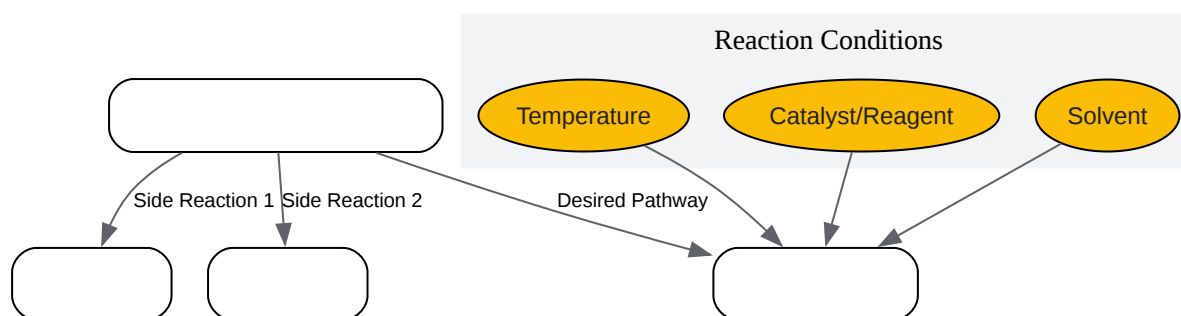 Reaction Conditions
Temperature
Catalyst/Reagent
Solvent
Side Reaction 1
Side Reaction 2
Desired Pathway